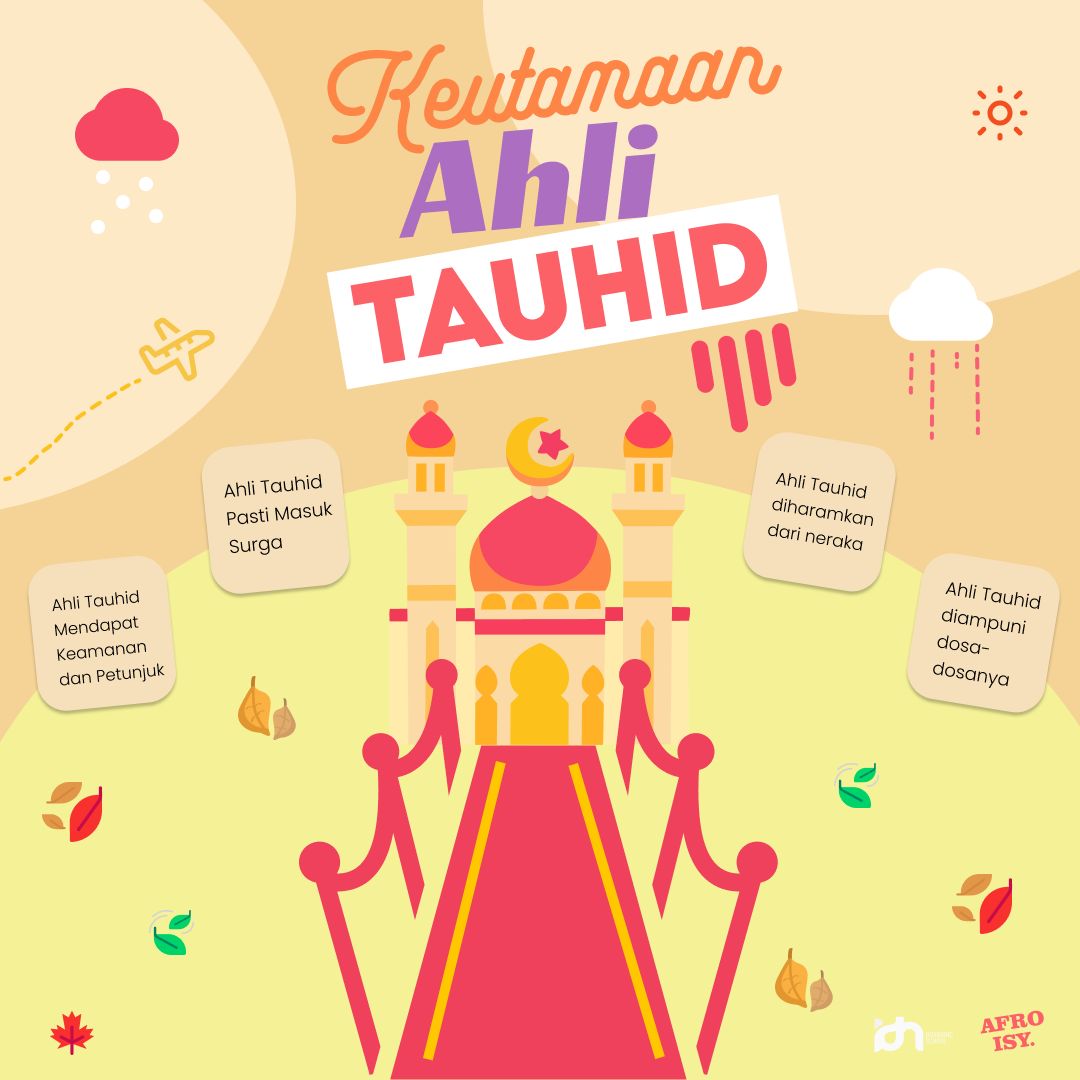 Keutamaan
Ahli
TAUHID
Ahli Tauhid
Pasti Masuk
Surga
Ahli Tauhid
diharamkan
dari neraka
Ahli Tauhid
Mendapat
Keamanan
dan Petunjuk
Ahli Tauhid
diampuni
dosa-
dosanya
AFRO
ISY.